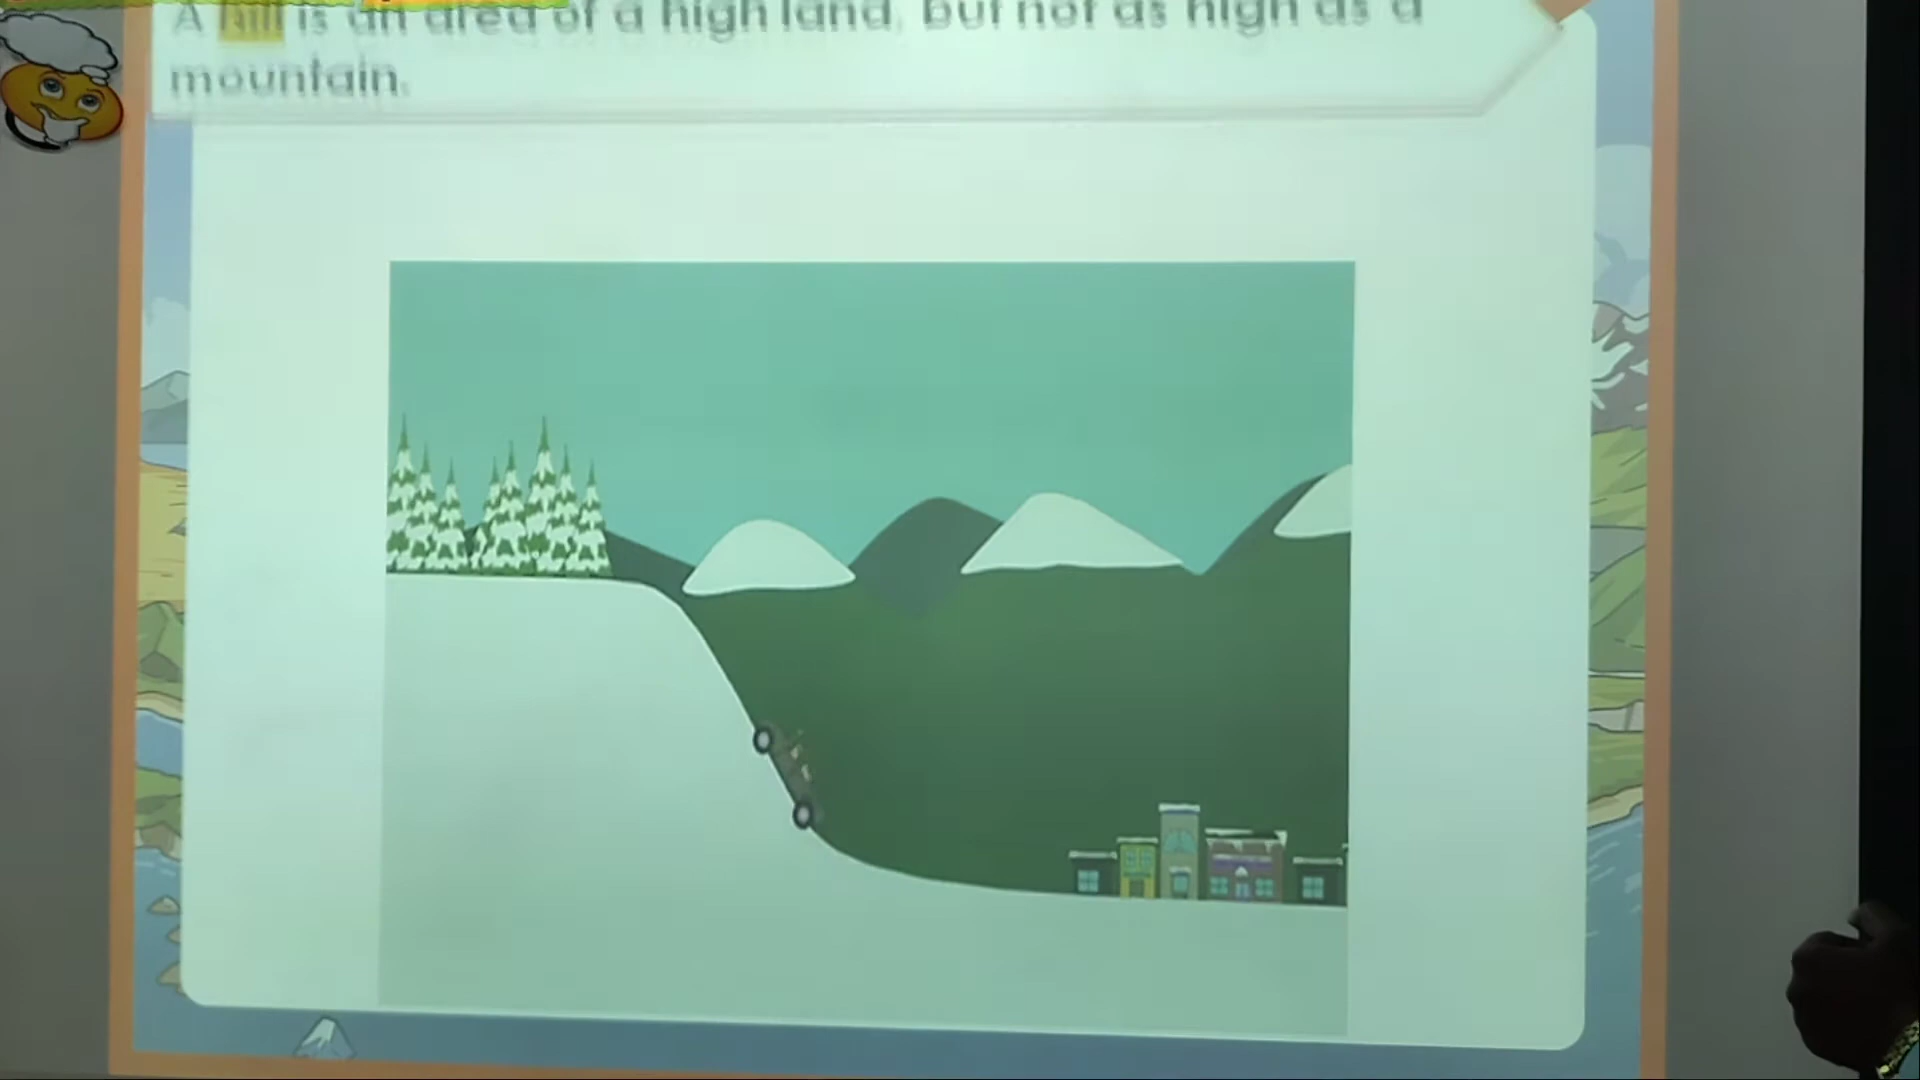 A hill is an area of a high land, but not as high as a
mountain.